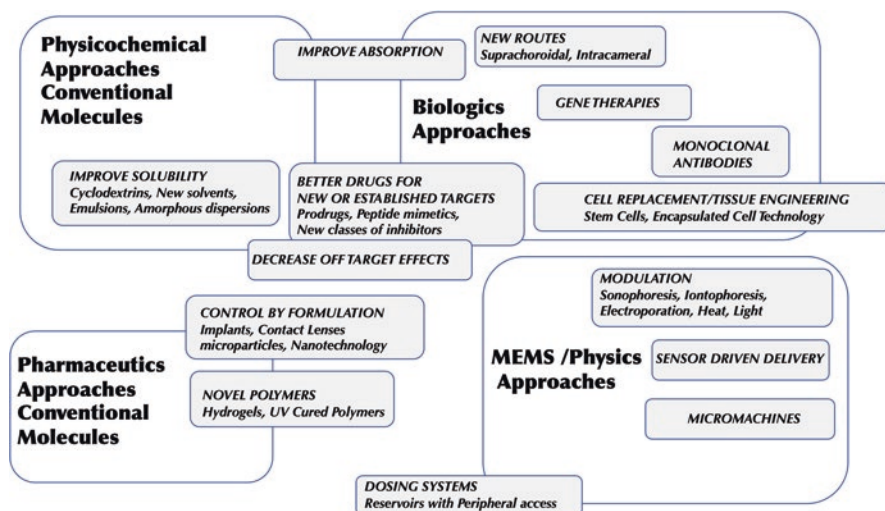 Physicochemical
Approaches
Conventional
Molecules
IMPROVE ABSORPTION
NEW ROUTES
Suprachoroidal, Intracameral
Biologics
Approaches
GENE THERAPIES
MONOCLONAL
ANTIBODIES
IMPROVE SOLUBILITY
Cyclodextrins, New solvents,
Emulsions, Amorphous dispersions
BETTER DRUGS FOR
NEW OR ESTABLISHED TARGETS
Prodrugs, Peptide mimetics,
New classes of inhibitors
CELL REPLACEMENT/TISSUE ENGINEERING
Stem Cells, Encapsulated Cell Technology
DECREASE OFF TARGET EFFECTS
MODULATION
Sonophoresis, Iontophoresis,
Electroporation, Heat, Light
CONTROL BY FORMULATION
Implants, Contact Lenses
microparticles, Nanotechnology
Pharmaceutics
Approaches
Conventional
Molecules
NOVEL POLYMERS
Hydrogels, UV Cured Polymers
MEMS /Physics
Approaches
SENSOR DRIVEN DELIVERY
MICROMACHINES
DOSING SYSTEMS
Reservoirs with Peripheral access